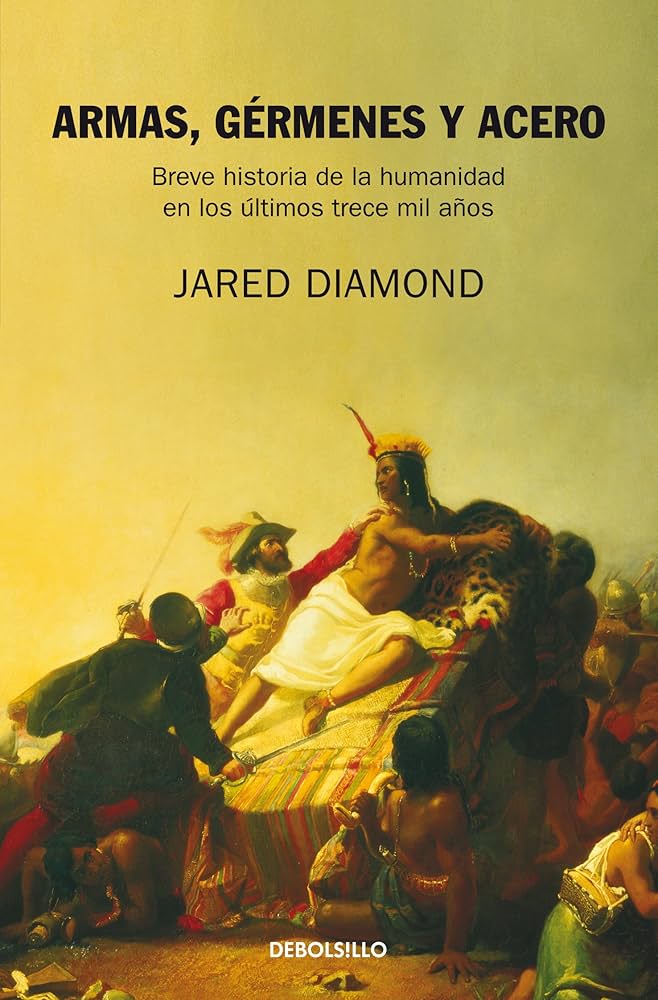 ARMAS, GÉRMENES Y ACERO
Breve historia de la humanidad
en los últimos trece mil años
JARED DIAMOND
DEBOLS!LLO